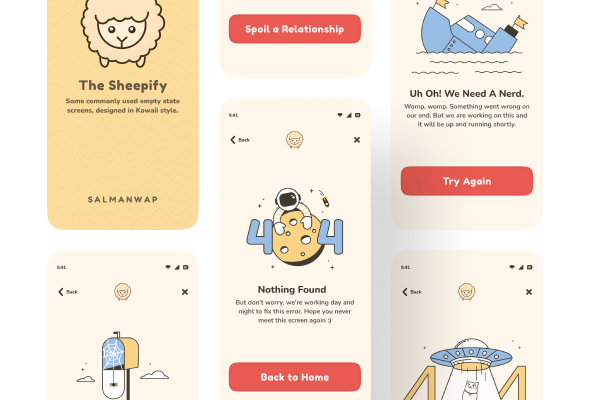 The Sheepify
Some commonly used empty state
screens, designed in Kawaii style.
SALMANWAP
9:41
Back
Spoil a Relationship
9:41
Back
4 4
Nothing Found
But don't worry, we're working day and
night to fix this error. Hope you never
meet this screen again :)
Back to Home
Uh Oh! We Need A Nerd.
Womp, womp. Something went wrong on
our end. But we are working on this and
it will be up and running shortly.
Try Again
9:41
Back
4 4